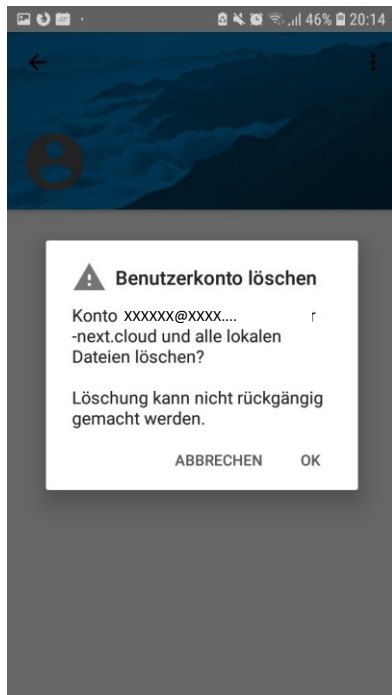 46% 20:14
Benutzerkonto löschen
Konto XXXXXX@XXXX.... r
-next.cloud und alle lokalen
Dateien löschen?
Löschung kann nicht rückgängig
gemacht werden.
ABBRECHEN OK